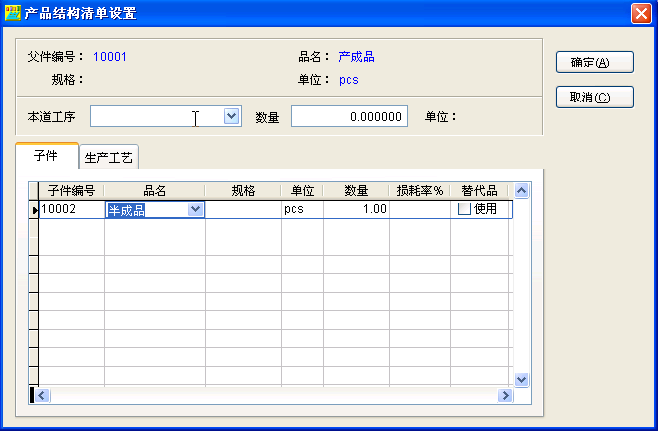 产品结构清单设置
父件编号： 10001 品名： 产成品
规格： 单位： pcs
确定(A)
取消(C)
本道工序 数量 0.000000 单位：
子件 生产工艺
子件编号 品名 规格 单位 数量 损耗率% 替代品
10002 半成品 pcs 1.00 使用